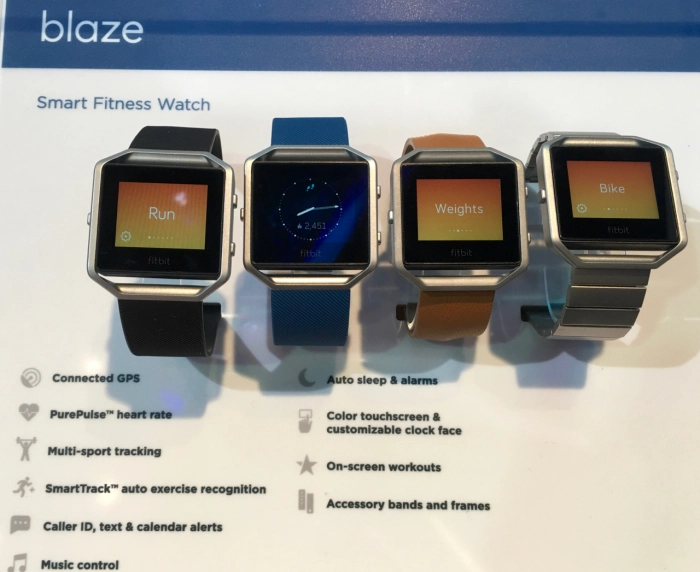 blaze
Smart Fitness Watch
Run
fitbit
2,451
fitbit
Weights
fitbit
Bike
fitbit
Connected GPS
PurePulse™ heart rate
Multi-sport tracking
SmartTrack™ auto exercise recognition
Caller ID, text & calendar alerts
Music control
Auto sleep & alarms
Color touchscreen &
customizable clock face
On-screen workouts
Accessory bands and frames